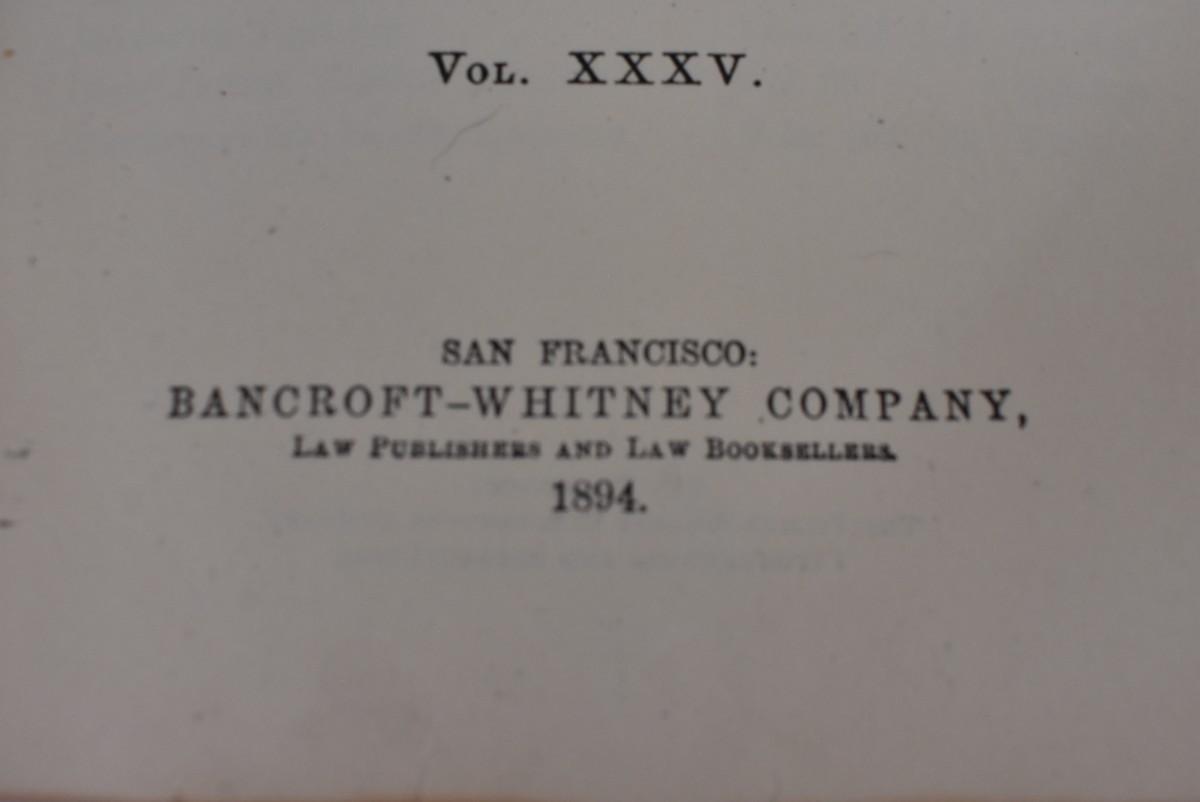 VOL. XXXV.
SAN FRANCISCO:
BANCROFT–WHITNEY COMPANY,
LAW PUBLISHERS AND LAW BOOKSELLERS.
1894.